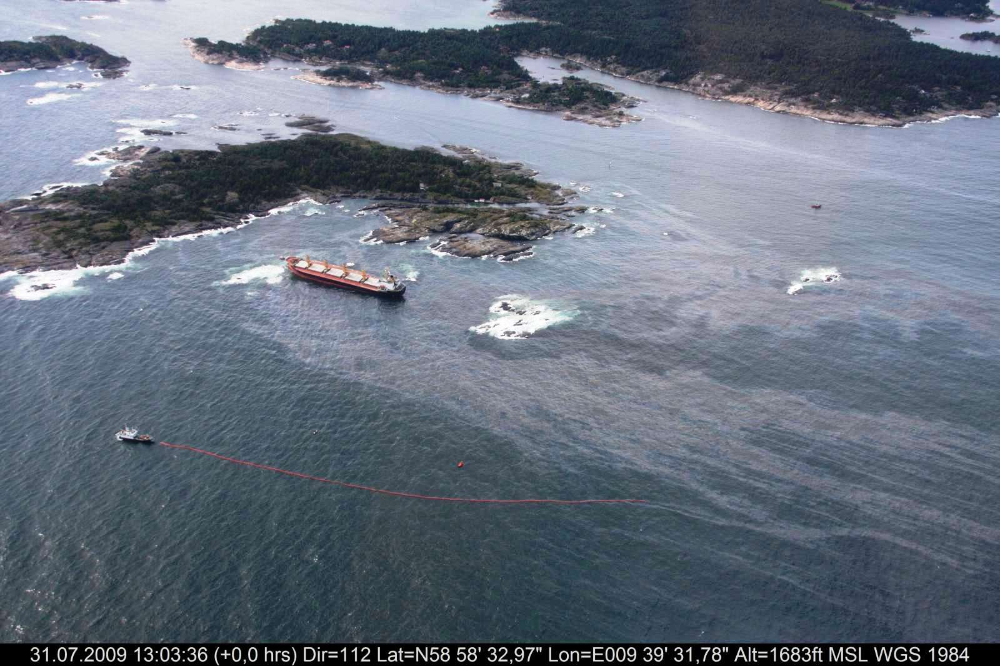 31.07.2009 13:03:36 (+0,0 hrs) Dir=112 Lat=N58 58' 32,97" Lon=E009 39' 31,78" Alt=1683ft MSL WGS 1984